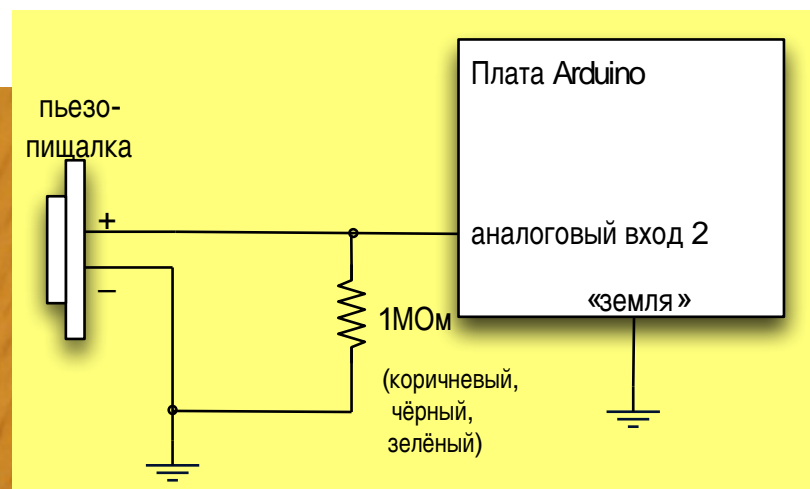 Плата Arduino
пьезо-
пищалка
+
аналоговый вход 2
–
«земля»
1МОм
(коричневый,
чёрный,
зелёный)